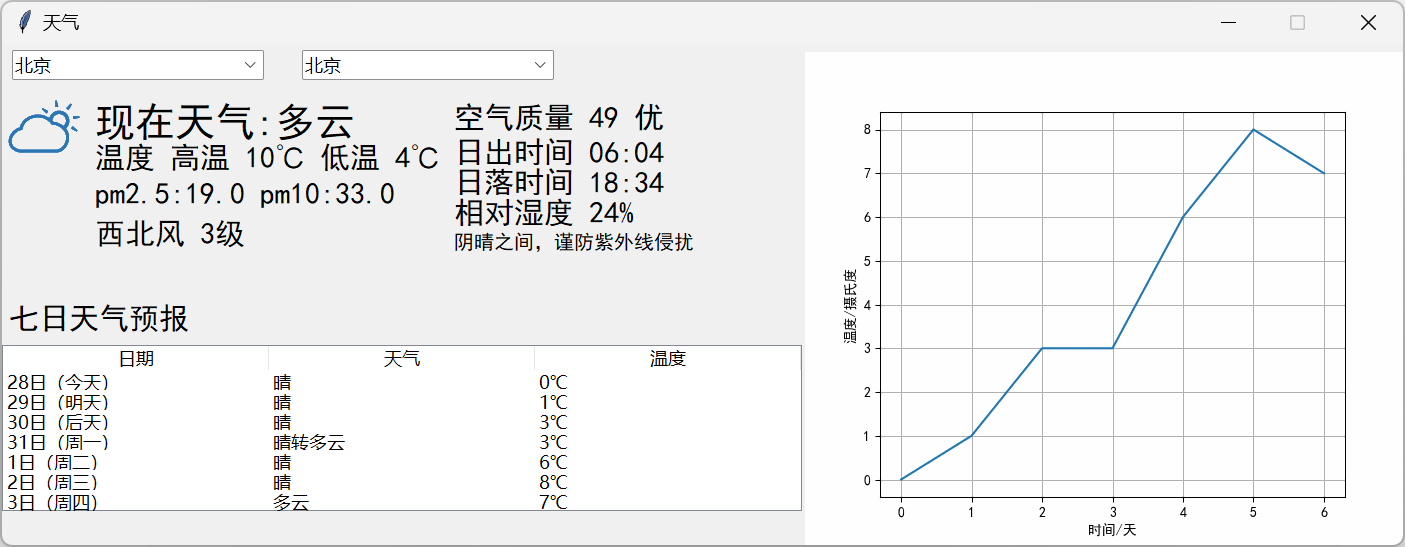 天气
北京 北京
现在天气:多云
温度 高温 10℃ 低温 4℃
pm2.5:19.0 pm10:33.0
西北风 3级
空气质量 49 优
日出时间 06:04
日落时间 18:34
相对湿度 24%
阴晴之间，谨防紫外线侵扰
七日天气预报
日期 天气 温度
28日（今天） 晴 0℃
29日（明天） 晴 1℃
30日（后天） 晴 3℃
31日（周一） 晴转多云 3℃
1日（周二） 晴 6℃
2日（周三） 晴 8℃
3日（周四） 多云 7℃
温度/摄氏度
8
7
6
5
4
3
2
1
0
0 1 2 3 4 5 6
时间/天